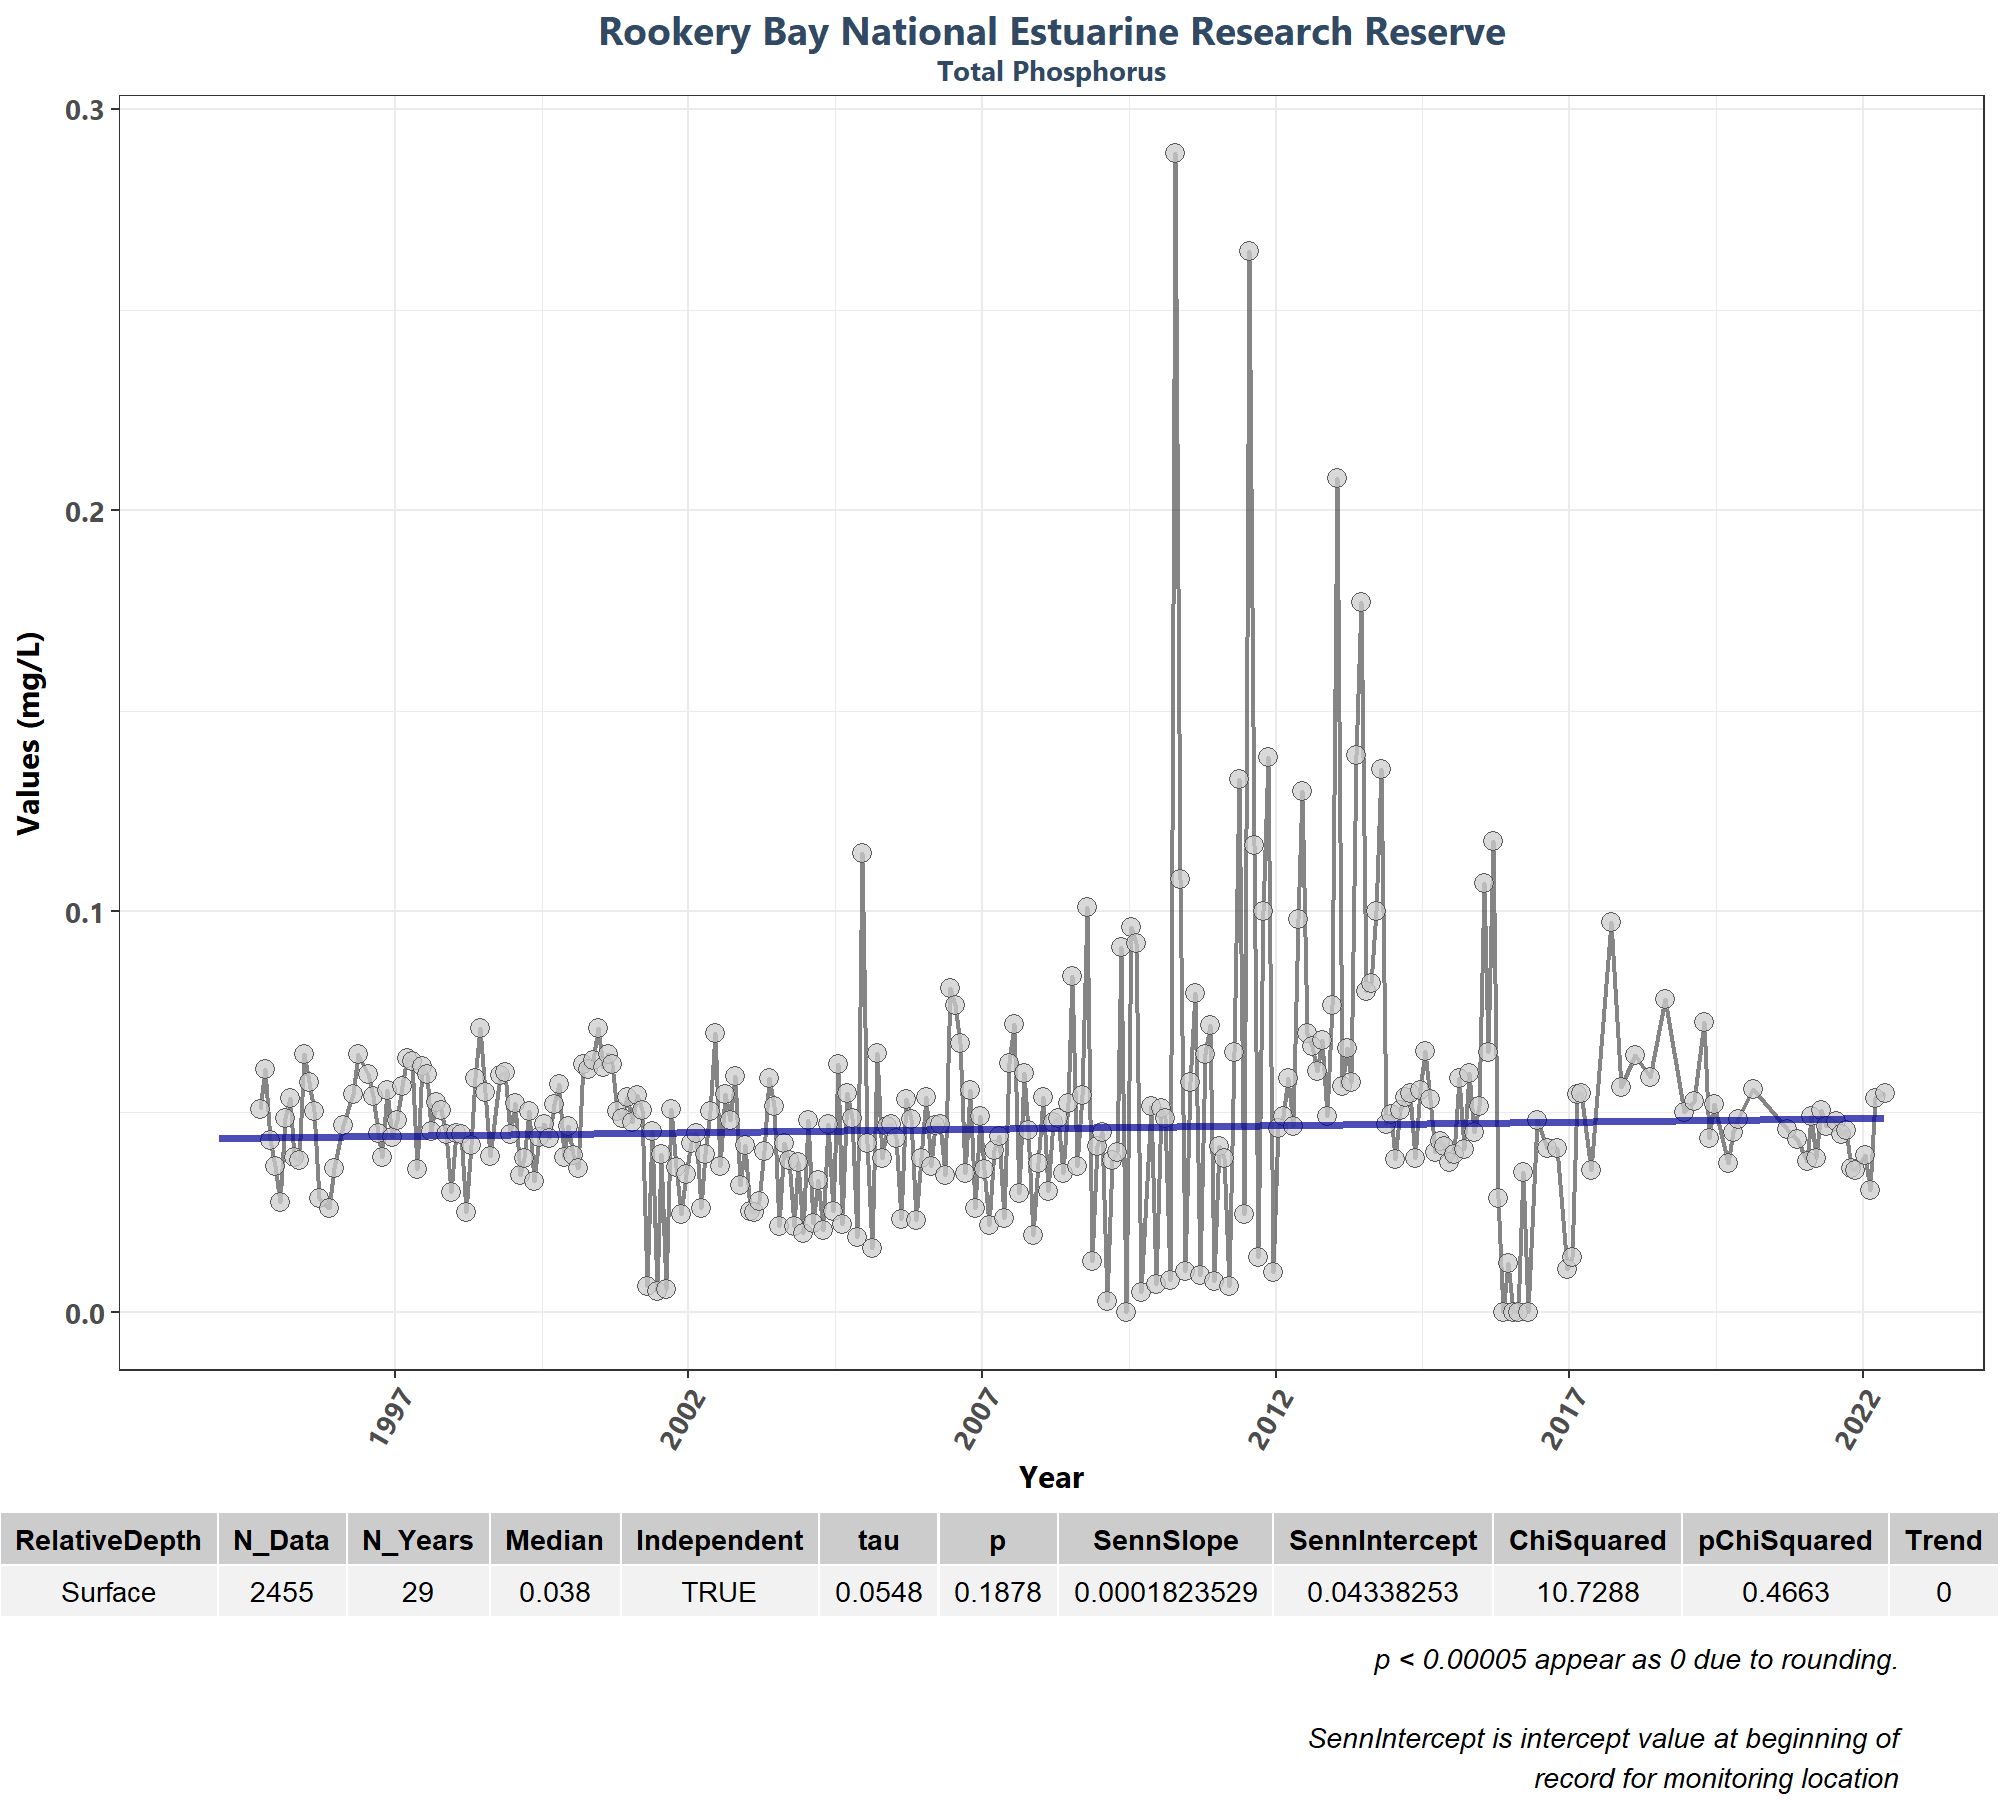 Rookery Bay National Estuarine Research Reserve
Total Phosphorus
0.3
0.2
0.1
0.0
Values (mg/L)
1997
2002
2007
2012
2017
2022
Year
RelativeDepth N_Data N_Years Median Independent tau p SennSlope SennIntercept ChiSquared pChiSquared Trend
Surface 2455 29 0.038 TRUE 0.0548 0.1878 0.0001823529 0.04338253 10.7288 0.4663 0
p < 0.00005 appear as 0 due to rounding.
SennIntercept is intercept value at beginning of
record for monitoring location